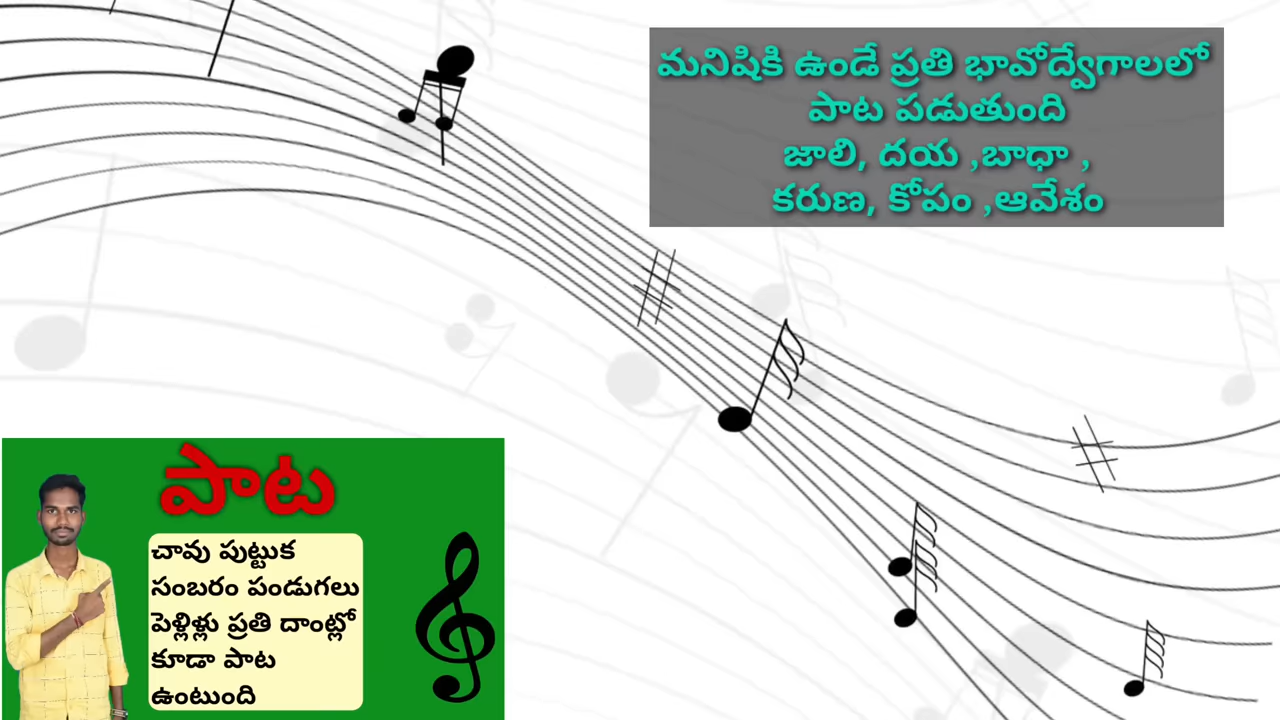 మనిషికి ఉండే ప్రతి భావోద్వేగాలలో
పాట పడుతుంది
జాలి, దయ ,బాధా ,
కరుణ, కోపం ,ఆవేశం
పాట
చావు పుట్టుక
సంబరం పండుగలు
పెళ్లిళ్లు ప్రతి దాంట్లో
కూడా పాట
ఉంటుంది